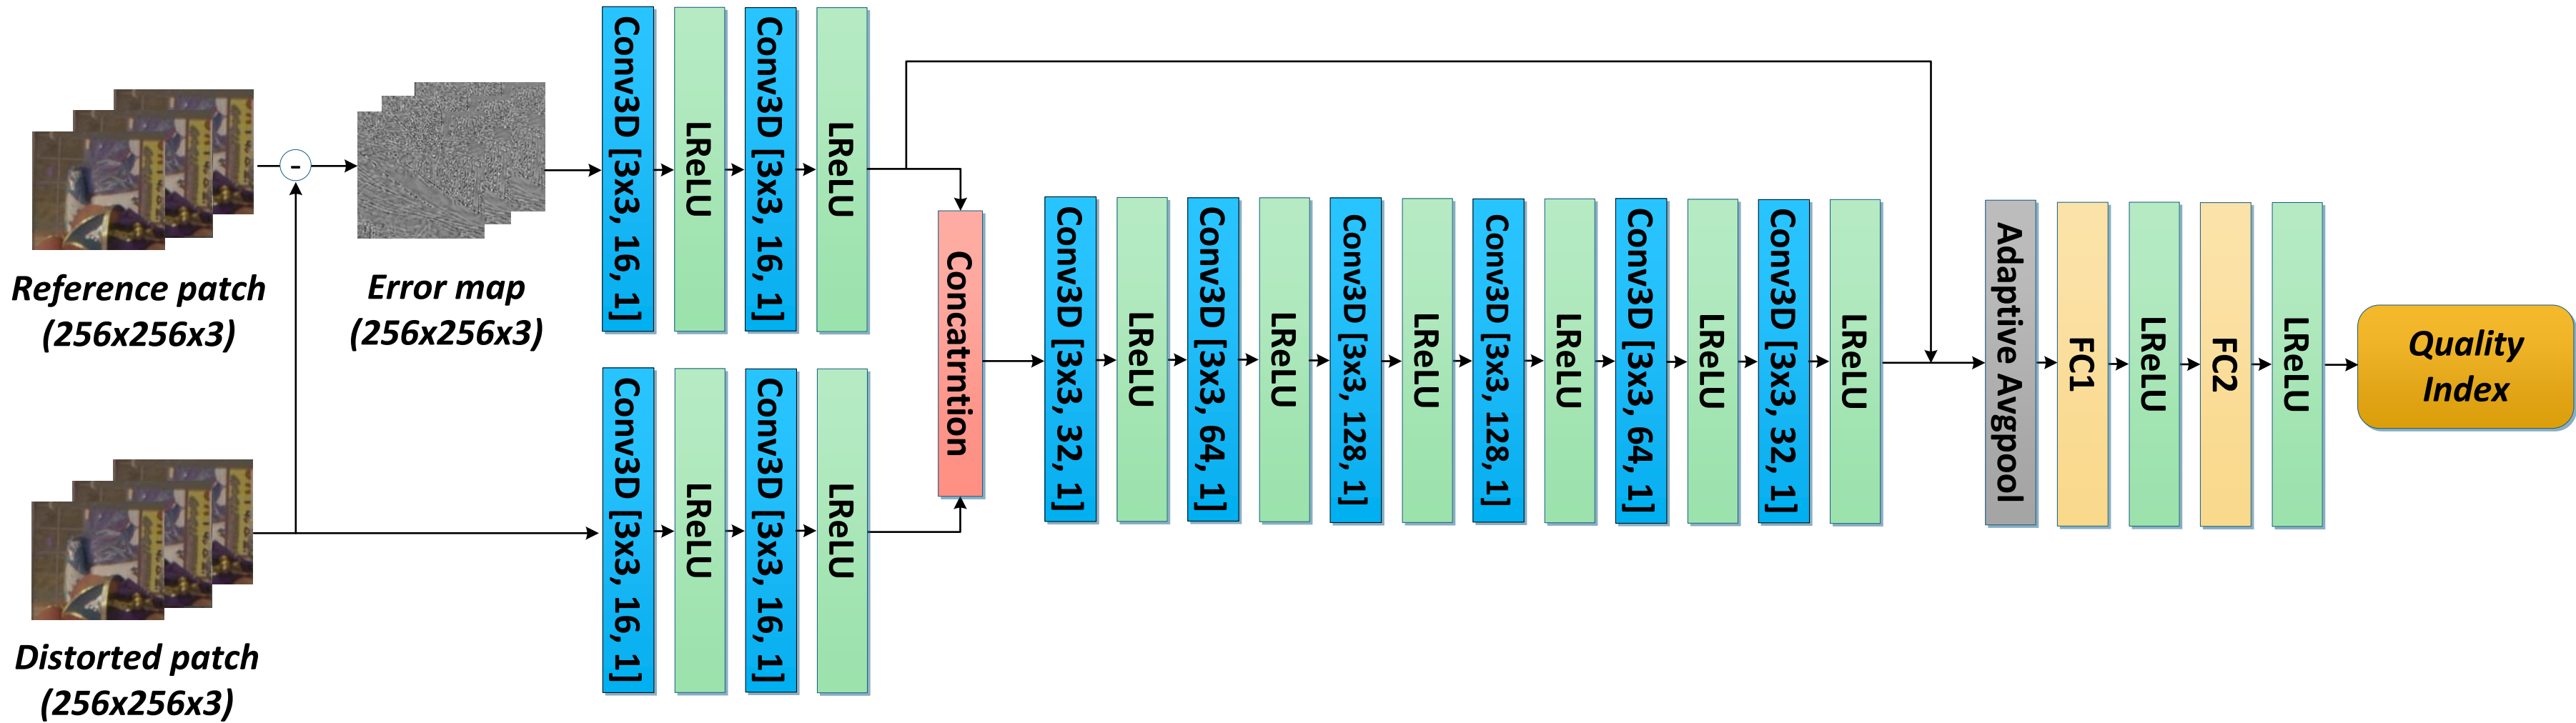 Reference patch
(256x256x3)
-
Error map
(256x256x3)
Conv3D [3x3, 16, 1]
LReLU
Conv3D [3x3, 16, 1]
LReLU
Distorted patch
(256x256x3)
Conv3D [3x3, 16, 1]
LReLU
Conv3D [3x3, 16, 1]
LReLU
Concatrntion
Conv3D [3x3, 32, 1]
LReLU
Conv3D [3x3, 64, 1]
LReLU
Conv3D [3x3, 128, 1]
LReLU
Conv3D [3x3, 128, 1]
LReLU
Conv3D [3x3, 64, 1]
LReLU
Conv3D [3x3, 32, 1]
LReLU
Adaptive Avgpool
FC1
LReLU
FC2
LReLU
Quality
Index